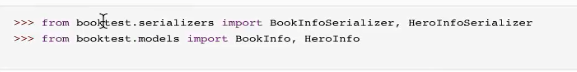 >>> from booktest.serializers import BookInfoSerializer, HeroInfoSerializer
>>> from booktest.models import BookInfo, HeroInfo